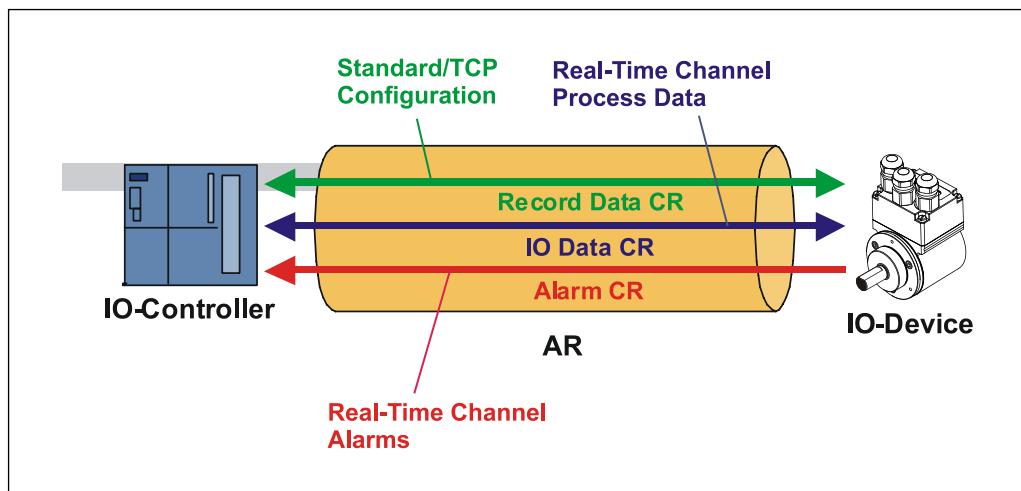 Standard/TCP
Configuration
Real-Time Channel
Process Data
Record Data CR
IO Data CR
Alarm CR
IO-Controller
IO-Device
AR
Real-Time Channel
Alarms